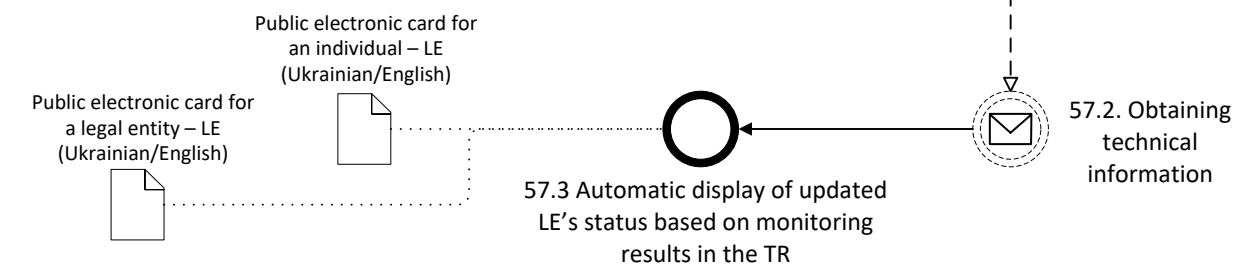 Public electronic card for
an individual – LE
(Ukrainian/English)
Public electronic card for
a legal entity – LE
(Ukrainian/English)
57.2. Obtaining
technical
information
57.3 Automatic display of updated
LE’s status based on monitoring
results in the TR